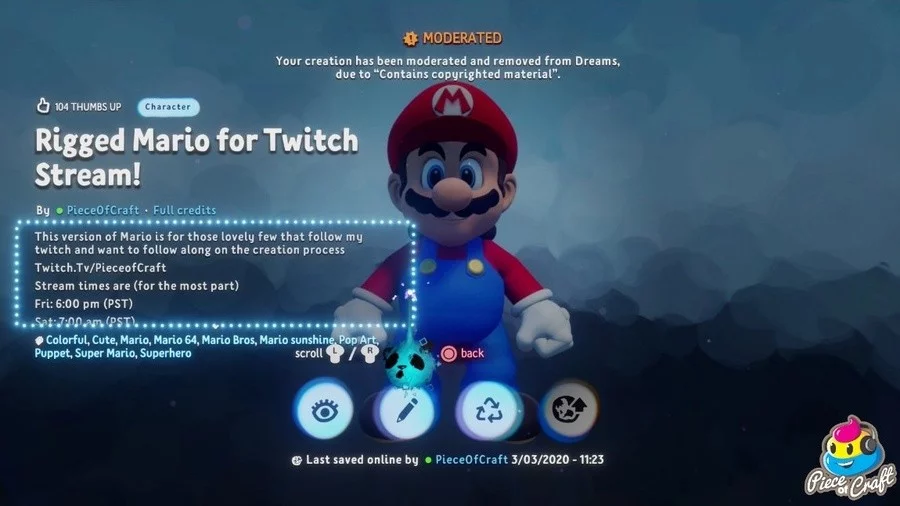 MODERATED
Your creation has been moderated and removed from Dreams,
due to “Contains copyrighted material”.
104 THUMBS UP
Character
Rigged Mario for Twitch
Stream!
By PieceOfCraft · Full credits
This version of Mario is for those lovely few that follow my
twitch and want to follow along on the creation process
Twitch.Tv/PieceofCraft
Stream times are (for the most part)
Fri: 6:00 pm (PST)
Sat: 7:00 am (PST)
Colorful, Cute, Mario, Mario 64, Mario Bros, Mario sunshine, Pop Art,
Puppet, Super Mario, Superhero
scroll L / R back
M
Last saved online by PieceOfCraft 3/03/2020 - 11:23
Piece of Craft